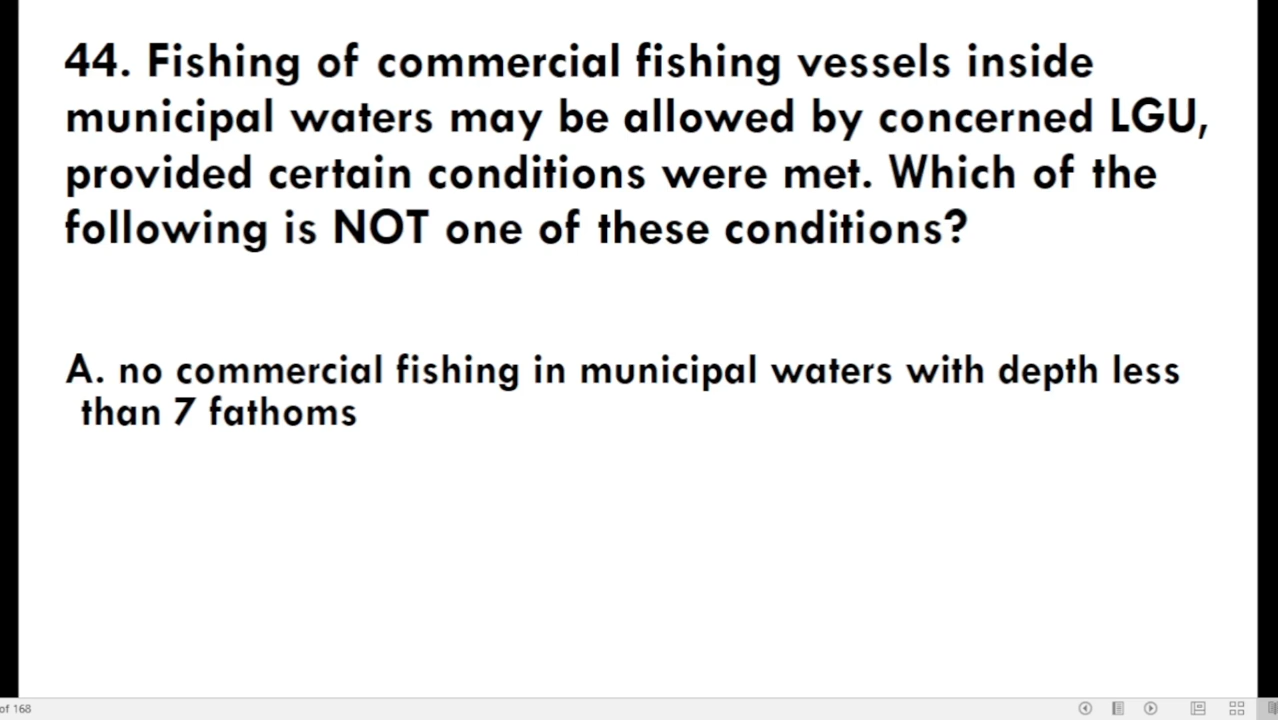 44. Fishing of commercial fishing vessels inside
municipal waters may be allowed by concerned LGU,
provided certain conditions were met. Which of the
following is NOT one of these conditions?
A. no commercial fishing in municipal waters with depth less
than 7 fathoms
of 168